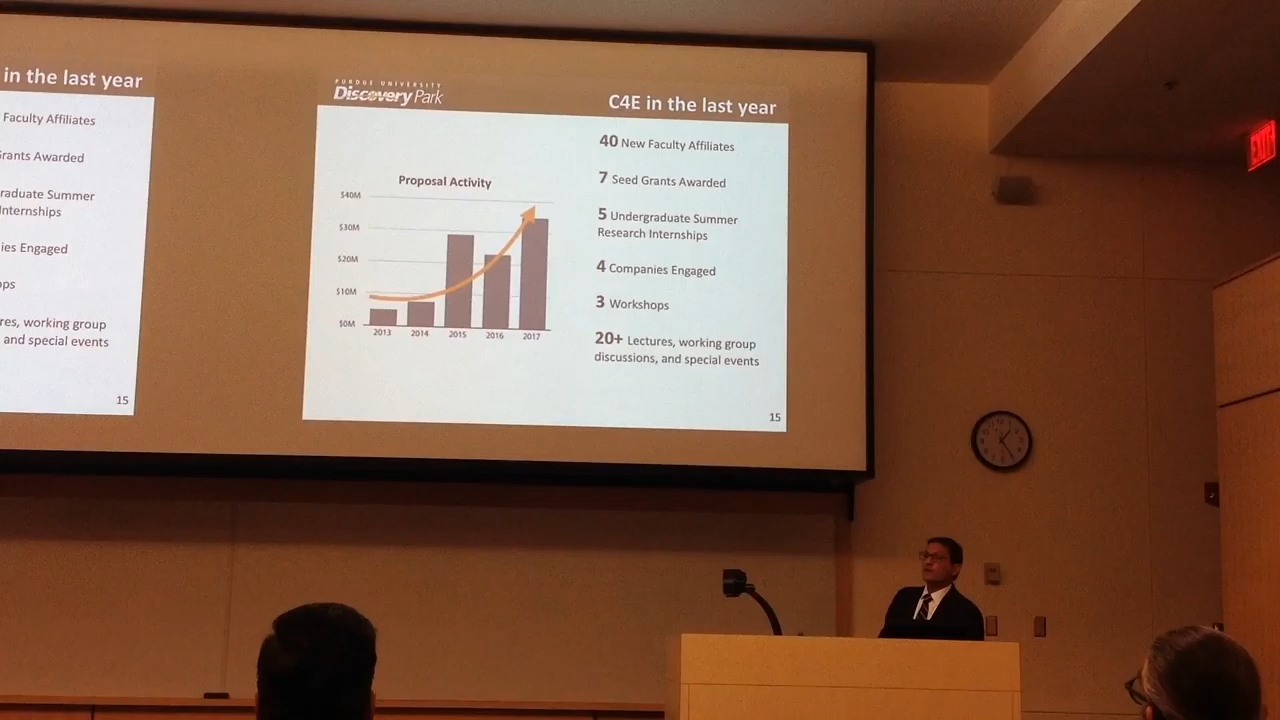 in the last year
Faculty Affiliates
Grants Awarded
raduate Summer
Internships
ies Engaged
ops
res, working group
and special events
15
PURDUE UNIVERSITY
Discovery Park
C4E in the last year
Proposal Activity
$40M
$30M
$20M
$10M
$0M
2013 2014 2015 2016 2017
40 New Faculty Affiliates
7 Seed Grants Awarded
5 Undergraduate Summer
Research Internships
4 Companies Engaged
3 Workshops
20+ Lectures, working group
discussions, and special events
15
EXIT